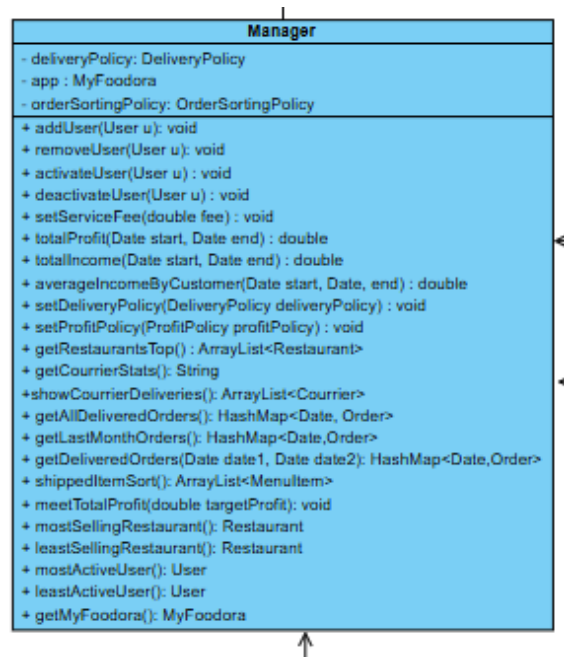 Manager
- deliveryPolicy: DeliveryPolicy
- app : MyFoodora
- orderSortingPolicy: OrderSortingPolicy
+ addUser(User u): void
+ removeUser(User u): void
+ activateUser(User u) : void
+ deactivateUser(User u) : void
+ setServiceFee(double fee) : void
+ totalProfit(Date start, Date end) : double
+ totalIncome(Date start, Date end) : double
+ averageIncomeByCustomer(Date start, Date, end) : double
+ setDeliveryPolicy(DeliveryPolicy deliveryPolicy) : void
+ setProfitPolicy(ProfitPolicy profitPolicy) : void
+ getRestaurantsTop() : ArrayList<Restaurant>
+ getCourrierStats(): String
+showCourrierDeliveries(): ArrayList<Courrier>
+ getAllDeliveredOrders(): HashMap<Date, Order>
+ getLastMonthOrders(): HashMap<Date,Order>
+ getDeliveredOrders(Date date1, Date date2): HashMap<Date,Order>
+ shippedItemSort(): ArrayList<MenuItem>
+ meetTotalProfit(double targetProfit): void
+ mostSellingRestaurant(): Restaurant
+ leastSellingRestaurant(): Restaurant
+ mostActiveUser(): User
+ leastActiveUser(): User
+ getMyFoodora(): MyFoodora